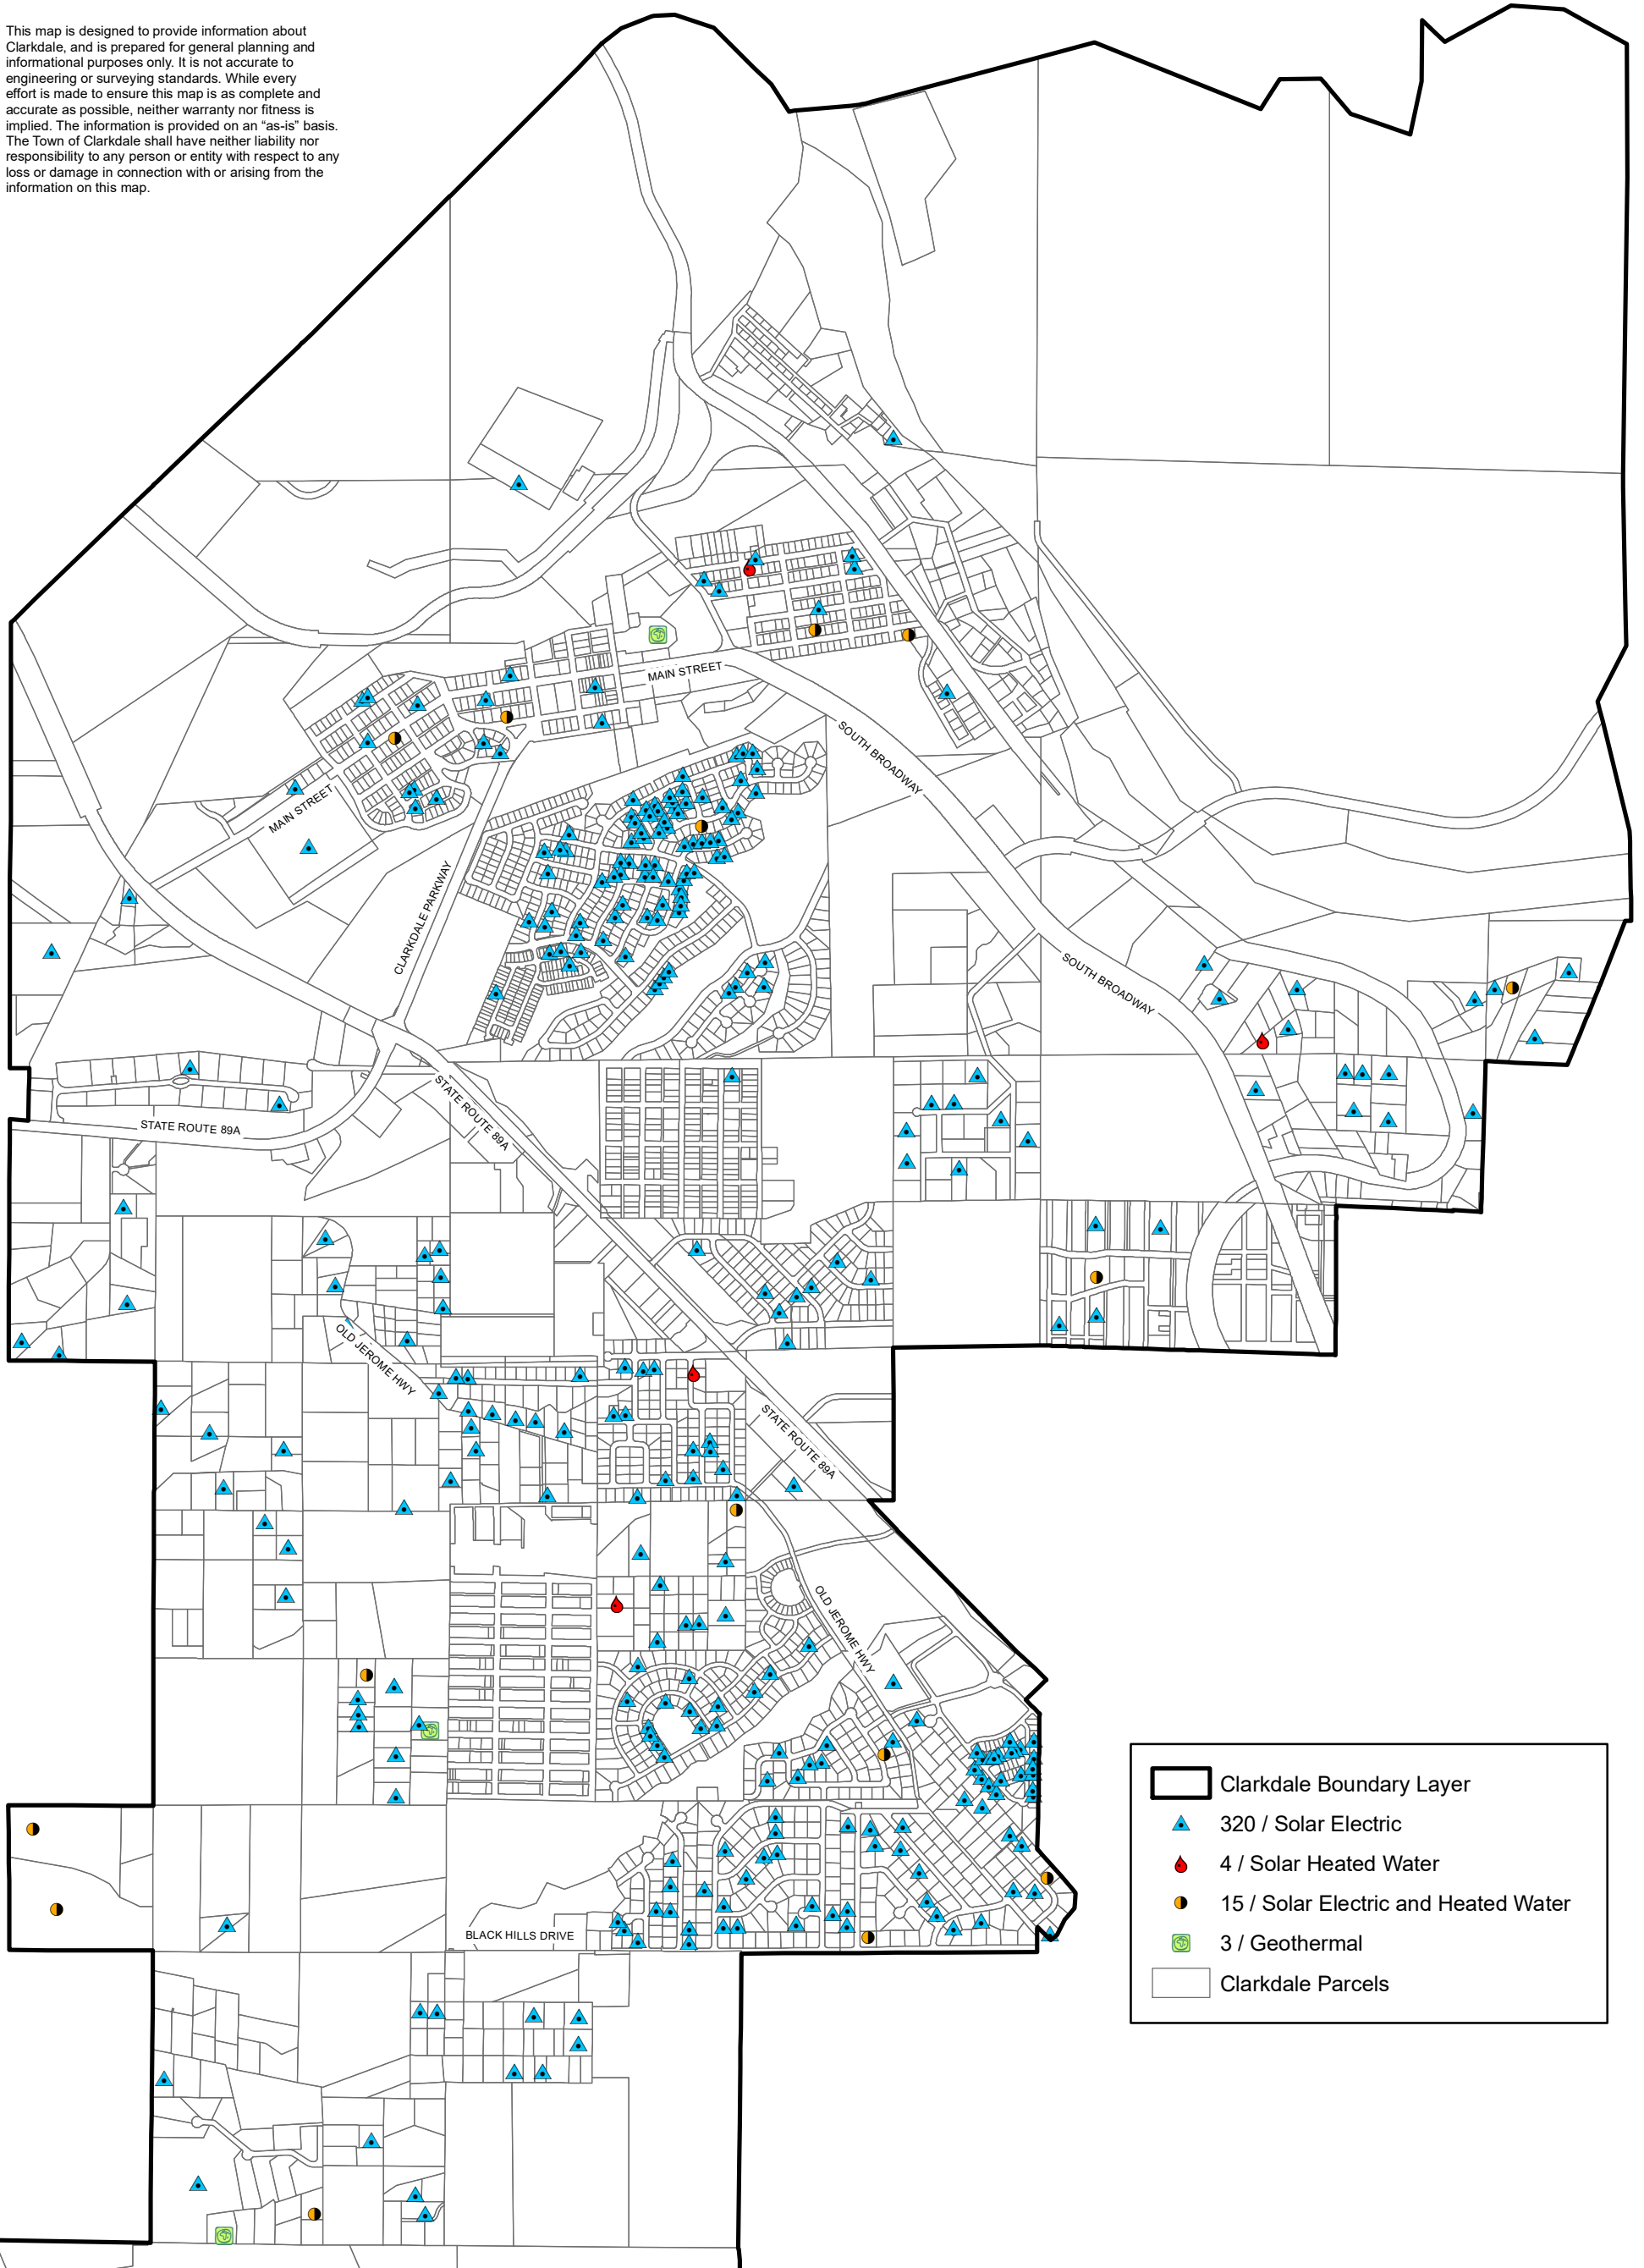 This map is designed to provide information about
Clarkdale, and is prepared for general planning and
informational purposes only. It is not accurate to
engineering or surveying standards. While every
effort is made to ensure this map is as complete and
accurate as possible, neither warranty nor fitness is
implied. The information is provided on an “as-is” basis.
The Town of Clarkdale shall have neither liability nor
responsibility to any person or entity with respect to any
loss or damage in connection with or arising from the
information on this map.
MAIN STREET
SOUTH BROADWAY
MAIN STREET
CLARKDALE PARKWAY
SOUTH BROADWAY
STATE ROUTE 89A
STATE ROUTE 89A
OLD JEROME HWY
STATE ROUTE 89A
OLD JEROME HWY
BLACK HILLS DRIVE
Clarkdale Boundary Layer
320 / Solar Electric
4 / Solar Heated Water
15 / Solar Electric and Heated Water
3 / Geothermal
Clarkdale Parcels